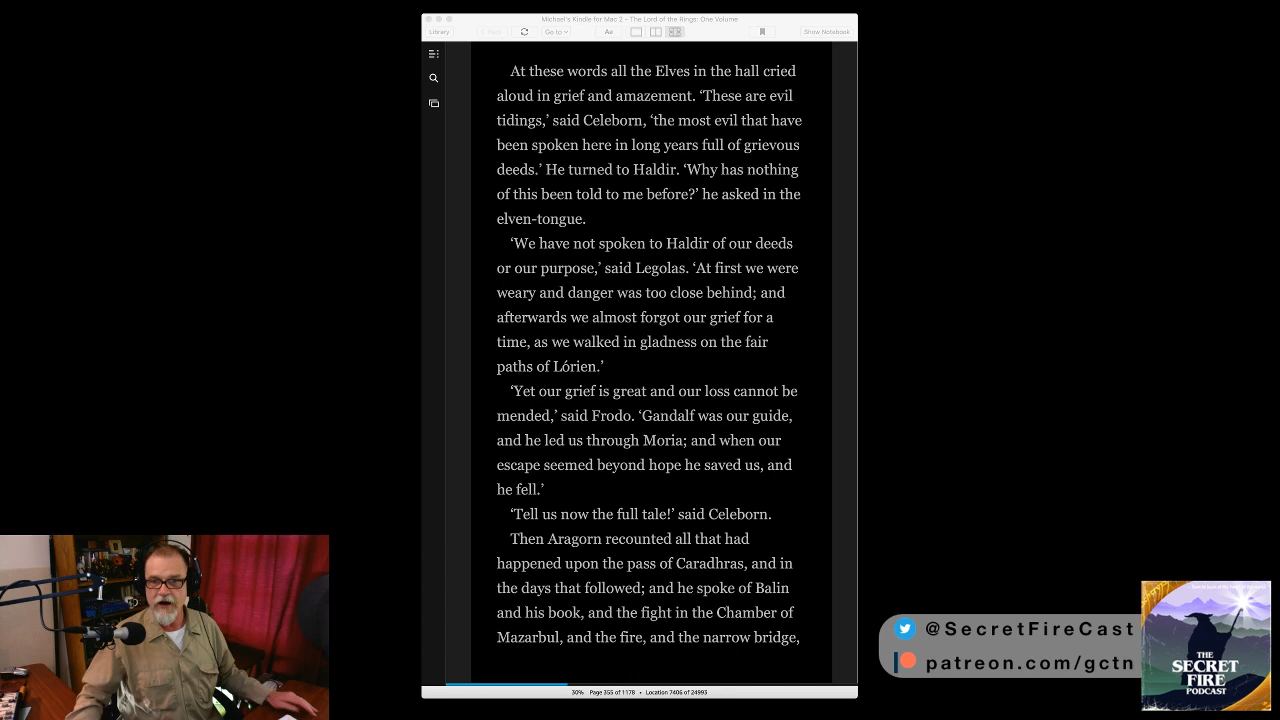 Michael's Kindle for Mac 2 - The Lord of the Rings: One Volume
Library
Back
Go to
Aa
Show Notebook
At these words all the Elves in the hall cried
aloud in grief and amazement. ‘These are evil
tidings,’ said Celeborn, ‘the most evil that have
been spoken here in long years full of grievous
deeds.’ He turned to Haldir. ‘Why has nothing
of this been told to me before?’ he asked in the
elven-tongue.
‘We have not spoken to Haldir of our deeds
or our purpose,’ said Legolas. ‘At first we were
weary and danger was too close behind; and
afterwards we almost forgot our grief for a
time, as we walked in gladness on the fair
paths of Lórien.’
‘Yet our grief is great and our loss cannot be
mended,’ said Frodo. ‘Gandalf was our guide,
and he led us through Moria; and when our
escape seemed beyond hope he saved us, and
he fell.’
‘Tell us now the full tale!’ said Celeborn.
Then Aragorn recounted all that had
happened upon the pass of Caradhras, and in
the days that followed; and he spoke of Balin
and his book, and the fight in the Chamber of
Mazarbul, and the fire, and the narrow bridge,
30% Page 355 of 1178 • Location 7406 of 24993
@SecretFireCast
patreon.com/gctn
THE
SECRET
FIRE
PODCAST